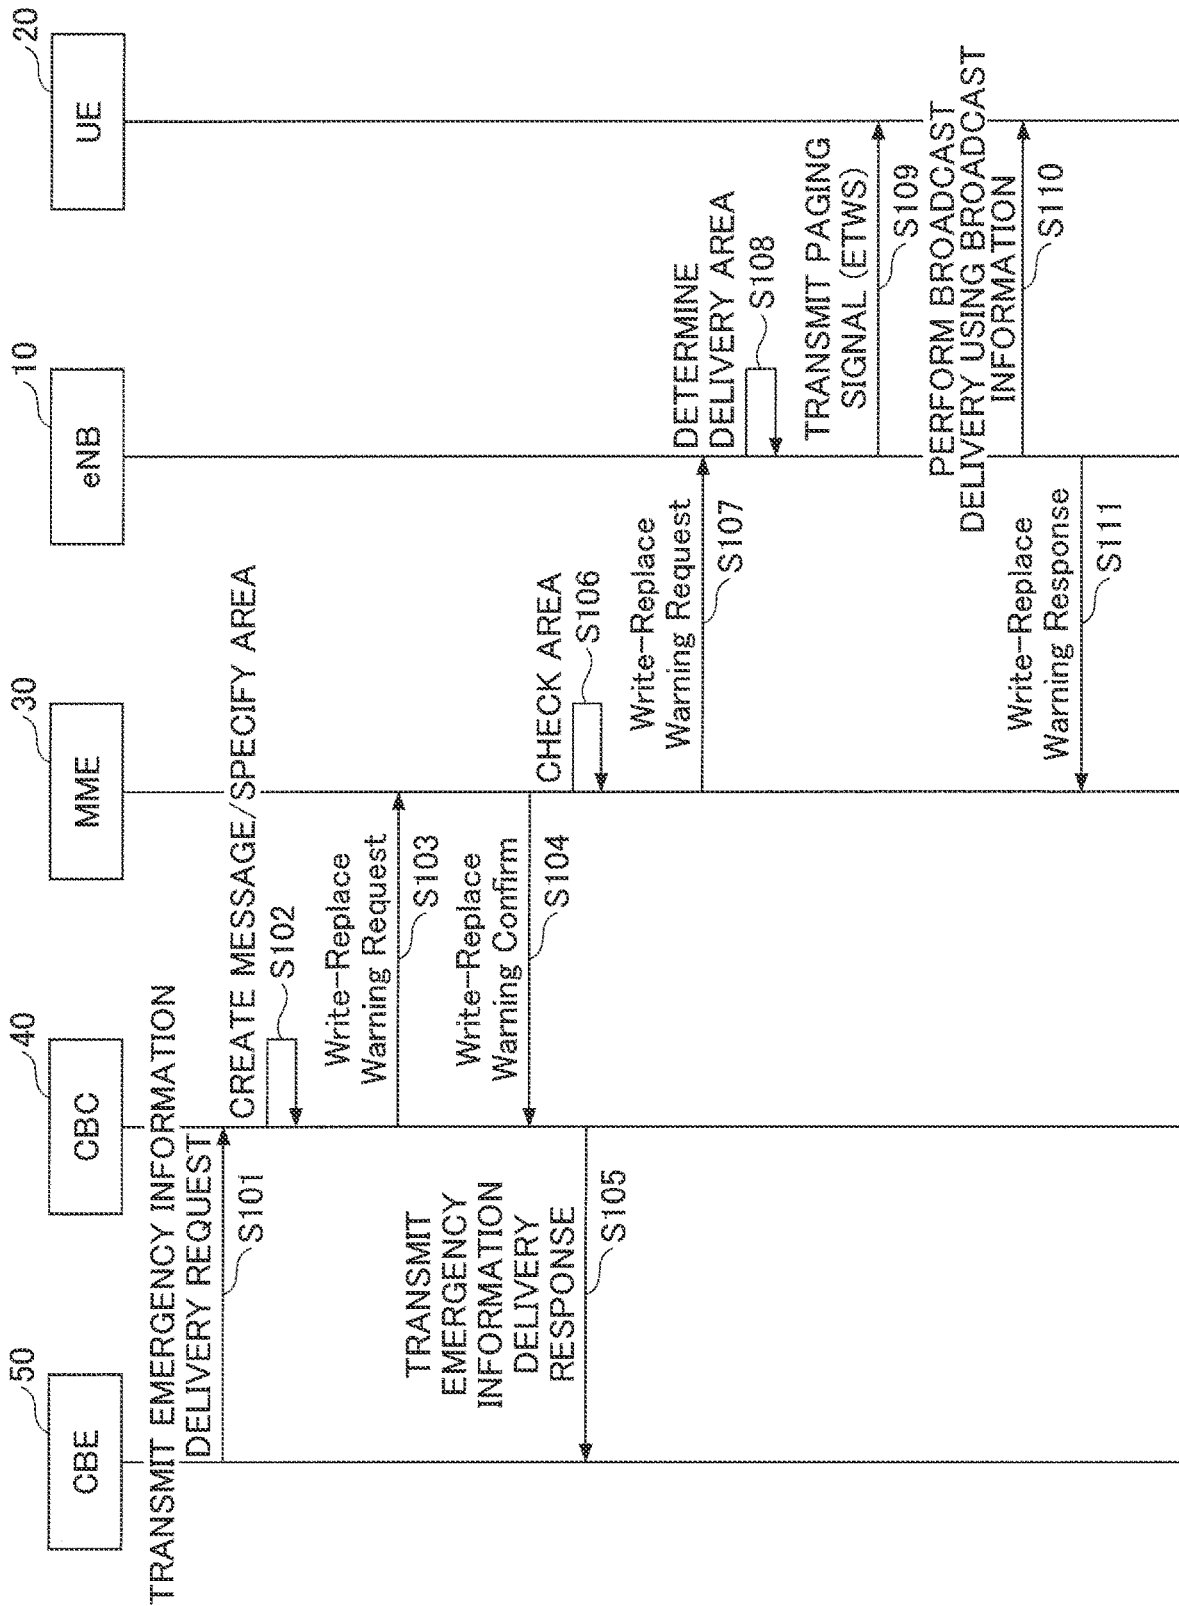 50
CBE
40
CBC
30
MME
10
eNB
20
UE
TRANSMIT EMERGENCY INFORMATION
DELIVERY REQUEST
S101
CREATE MESSAGE/SPECIFY AREA
S102
Write-Replace
Warning Request
S103
Write-Replace
Warning Confirm
S104
TRANSMIT
EMERGENCY
INFORMATION
DELIVERY
RESPONSE
S105
CHECK AREA
S106
Write-Replace
Warning Request
S107
DETERMINE
DELIVERY AREA
S108
TRANSMIT PAGING
SIGNAL (ETWS)
S109
PERFORM BROADCAST
DELIVERY USING BROADCAST
INFORMATION
S110
Write-Replace
Warning Response
S111